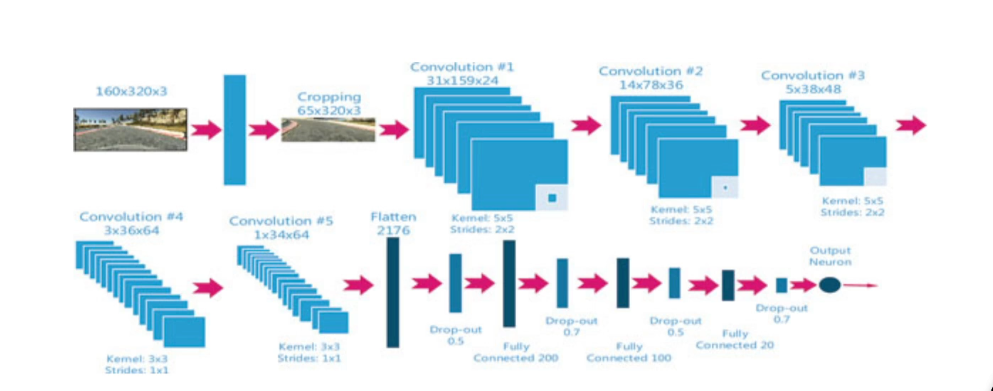 160x320x3
Cropping
65x320x3
Convolution #1
31x159x24
Kernel: 5x5
Strides: 2x2
Convolution #2
14x78x36
Kernel: 5x5
Strides: 2x2
Convolution #3
5x38x48
Kernel: 5x5
Strides: 2x2
Convolution #4
3x36x64
Kernel: 3x3
Strides: 1x1
Convolution #5
1x34x64
Kernel: 3x3
Strides: 1x1
Flatten
2176
Drop-out
0.5
Fully
Connected 200
Drop-out
0.7
Fully
Connected 100
Drop-out
0.5
Fully
Connected 20
Drop-out
0.7
Output
Neuron